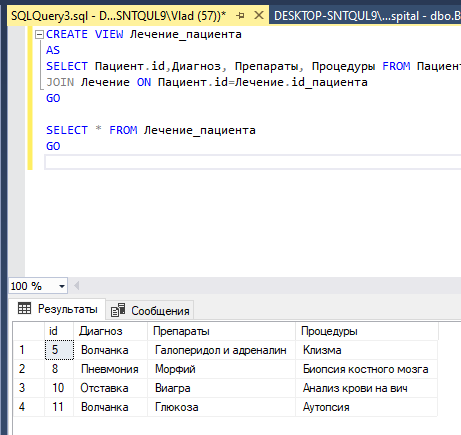 SQLQuery3.sql - D...SNTQUL9\Vlad (57))* DESKTOP-SNTQUL9\...spital - dbo.B
CREATE VIEW Лечение_пациента
AS
SELECT Пациент.id,Диагноз, Препараты, Процедуры FROM Пациент
JOIN Лечение ON Пациент.id=Лечение.id_пациента
GO
SELECT * FROM Лечение_пациента
GO
100 %
Результаты Сообщения
id Диагноз Препараты Процедуры
1 5 Волчанка Галоперидол и адреналин Клизма
2 8 Пневмония Морфий Биопсия костного мозга
3 10 Отставка Виагра Анализ крови на вич
4 11 Волчанка Глюкоза Аутопсия